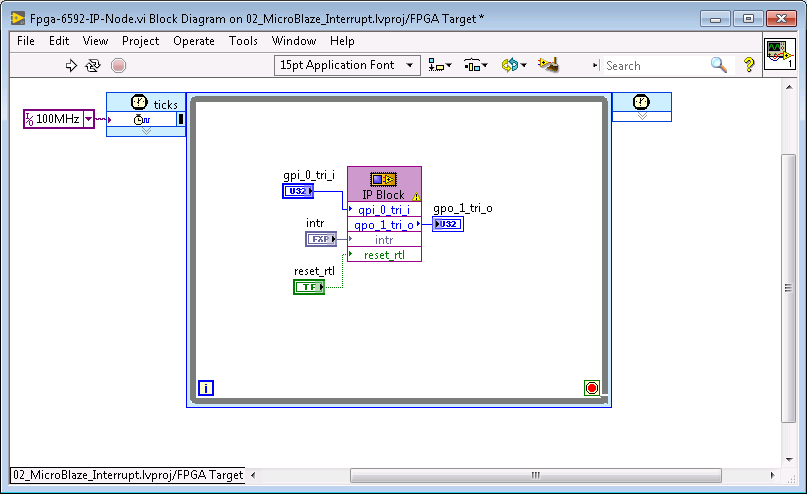 Fpga-6592-IP-Node.vi Block Diagram on 02_MicroBlaze_Interrupt.lvproj/FPGA Target *
File Edit View Project Operate Tools Window Help
15pt Application Font
Search
?
1
ticks
I/O 100MHz
gpi_0_tri_i
U32
IP Block
gpi_0_tri_i
gpo_1_tri_o
gpo_1_tri_o
U32
intr
FXP
intr
reset_rtl
reset_rtl
TF
i
02_MicroBlaze_Interrupt.lvproj/FPGA Target